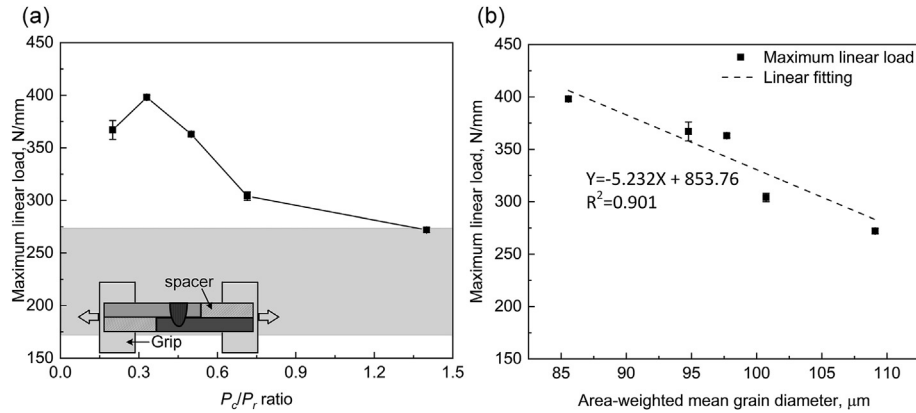 (a)
450
400
350
300
250
200
150
Maximum linear load, N/mm
spacer
Grip
0.0 0.3 0.6 0.9 1.2 1.5
Pc/Pr ratio
(b)
450
400
350
300
250
200
150
Maximum linear load, N/mm
Maximum linear load
Linear fitting
Y=-5.232X + 853.76
R²=0.901
85 90 95 100 105 110
Area-weighted mean grain diameter, μm